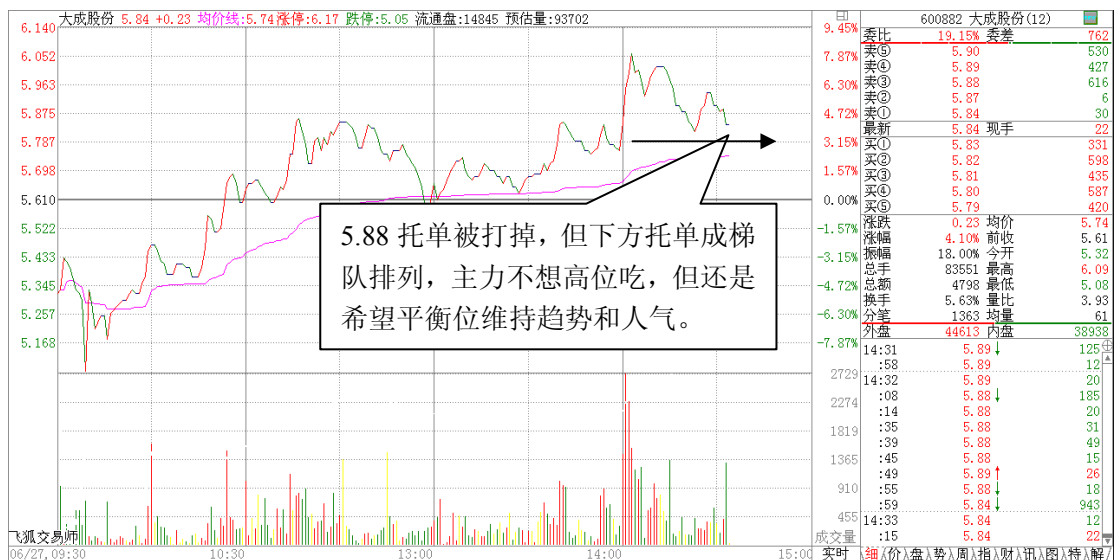 大成股份 5.84 +0.23 均价线:5.74 涨停:6.17 跌停:5.05 流通盘:14845 预估量:93702
6.140
6.052
5.963
5.875
5.787
5.698
5.610
5.522
5.433
5.345
5.257
5.168
9.45%
7.87%
6.30%
4.72%
3.15%
1.57%
0.00%
-1.57%
-3.15%
-4.72%
-6.30%
-7.87%
2729
2274
1819
1365
910
455
成交量
5.88 托单被打掉，但下方托单成梯
队排列，主力不想高位吃，但还是
希望平衡位维持趋势和人气。
飞狐交易师
06/27,09:30 10:30 13:00 14:00 15:00 实时
600882 大成股份(12)
委比 19.15% 委差 762
卖⑤ 5.90 530
卖④ 5.89 427
卖③ 5.88 616
卖② 5.87 6
卖① 5.84 30
最新 5.84 现手 22
买① 5.83 331
买② 5.82 598
买③ 5.81 435
买④ 5.80 587
买⑤ 5.79 420
涨跌 0.23 均价 5.74
涨幅 4.10% 前收 5.61
振幅 18.00% 今开 5.32
总手 83551 最高 6.09
总额 4798 最低 5.08
换手 5.63% 量比 3.93
分笔 1363 均量 61
外盘 44613 内盘 38938
14:31 5.89↓ 125
:58 5.89 12
14:32 5.89 20
:08 5.88↓ 185
:14 5.88 20
:35 5.88 31
:39 5.88 49
:45 5.88 15
:49 5.89↑ 26
:55 5.88↓ 18
:59 5.84↓ 943
14:33 5.84 12
:15 5.84 22
细/价/盘/势/周/指/财/讯/图/特/解